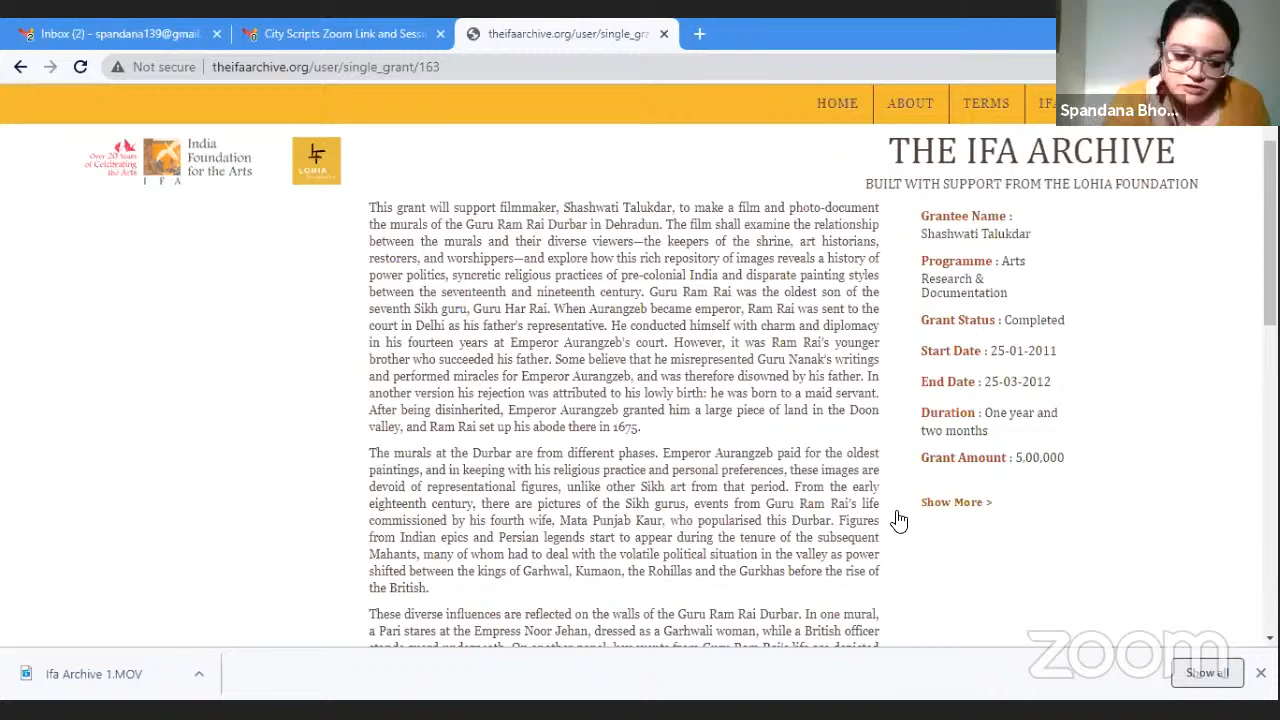 Inbox (2) - spandana139@gmail.
City Scripts Zoom Link and Sessi
theifaarchive.org/user/single_gra
Not secure
theifaarchive.org/user/single_grant/163
Spandana Bho...
HOME
ABOUT
TERMS
Over 20 Years
of Celebrating
the Arts
IFA
India
Foundation
for the Arts
LOHIA
THE IFA ARCHIVE
BUILT WITH SUPPORT FROM THE LOHIA FOUNDATION
This grant will support filmmaker, Shashwati Talukdar, to make a film and photo-document
the murals of the Guru Ram Rai Durbar in Dehradun. The film shall examine the relationship
between the murals and their diverse viewers—the keepers of the shrine, art historians,
restorers, and worshippers—and explore how this rich repository of images reveals a history of
power politics, syncretic religious practices of pre-colonial India and disparate painting styles
between the seventeenth and nineteenth century. Guru Ram Rai was the oldest son of the
seventh Sikh guru, Guru Har Rai. When Aurangzeb became emperor, Ram Rai was sent to the
court in Delhi as his father's representative. He conducted himself with charm and diplomacy
in his fourteen years at Emperor Aurangzeb's court. However, it was Ram Rai's younger
brother who succeeded his father. Some believe that he misrepresented Guru Nanak's writings
and performed miracles for Emperor Aurangzeb, and was therefore disowned by his father. In
another version his rejection was attributed to his lowly birth: he was born to a maid servant.
After being disinherited, Emperor Aurangzeb granted him a large piece of land in the Doon
valley, and Ram Rai set up his abode there in 1675.
The murals at the Durbar are from different phases. Emperor Aurangzeb paid for the oldest
paintings, and in keeping with his religious practice and personal preferences, these images are
devoid of representational figures, unlike other Sikh art from that period. From the early
eighteenth century, there are pictures of the Sikh gurus, events from Guru Ram Rai's life
commissioned by his fourth wife, Mata Punjab Kaur, who popularised this Durbar. Figures
from Indian epics and Persian legends start to appear during the tenure of the subsequent
Mahants, many of whom had to deal with the volatile political situation in the valley as power
shifted between the kings of Garhwal, Kumaon, the Rohillas and the Gurkhas before the rise of
the British.
These diverse influences are reflected on the walls of the Guru Ram Rai Durbar. In one mural,
a Pari stares at the Empress Noor Jehan, dressed as a Garhwali woman, while a British officer
Grantee Name :
Shashwati Talukdar
Programme : Arts
Research &
Documentation
Grant Status : Completed
Start Date : 25-01-2011
End Date : 25-03-2012
Duration : One year and
two months
Grant Amount : 5,00,000
Show More >
zoom
Ifa Archive 1.MOV
Show all